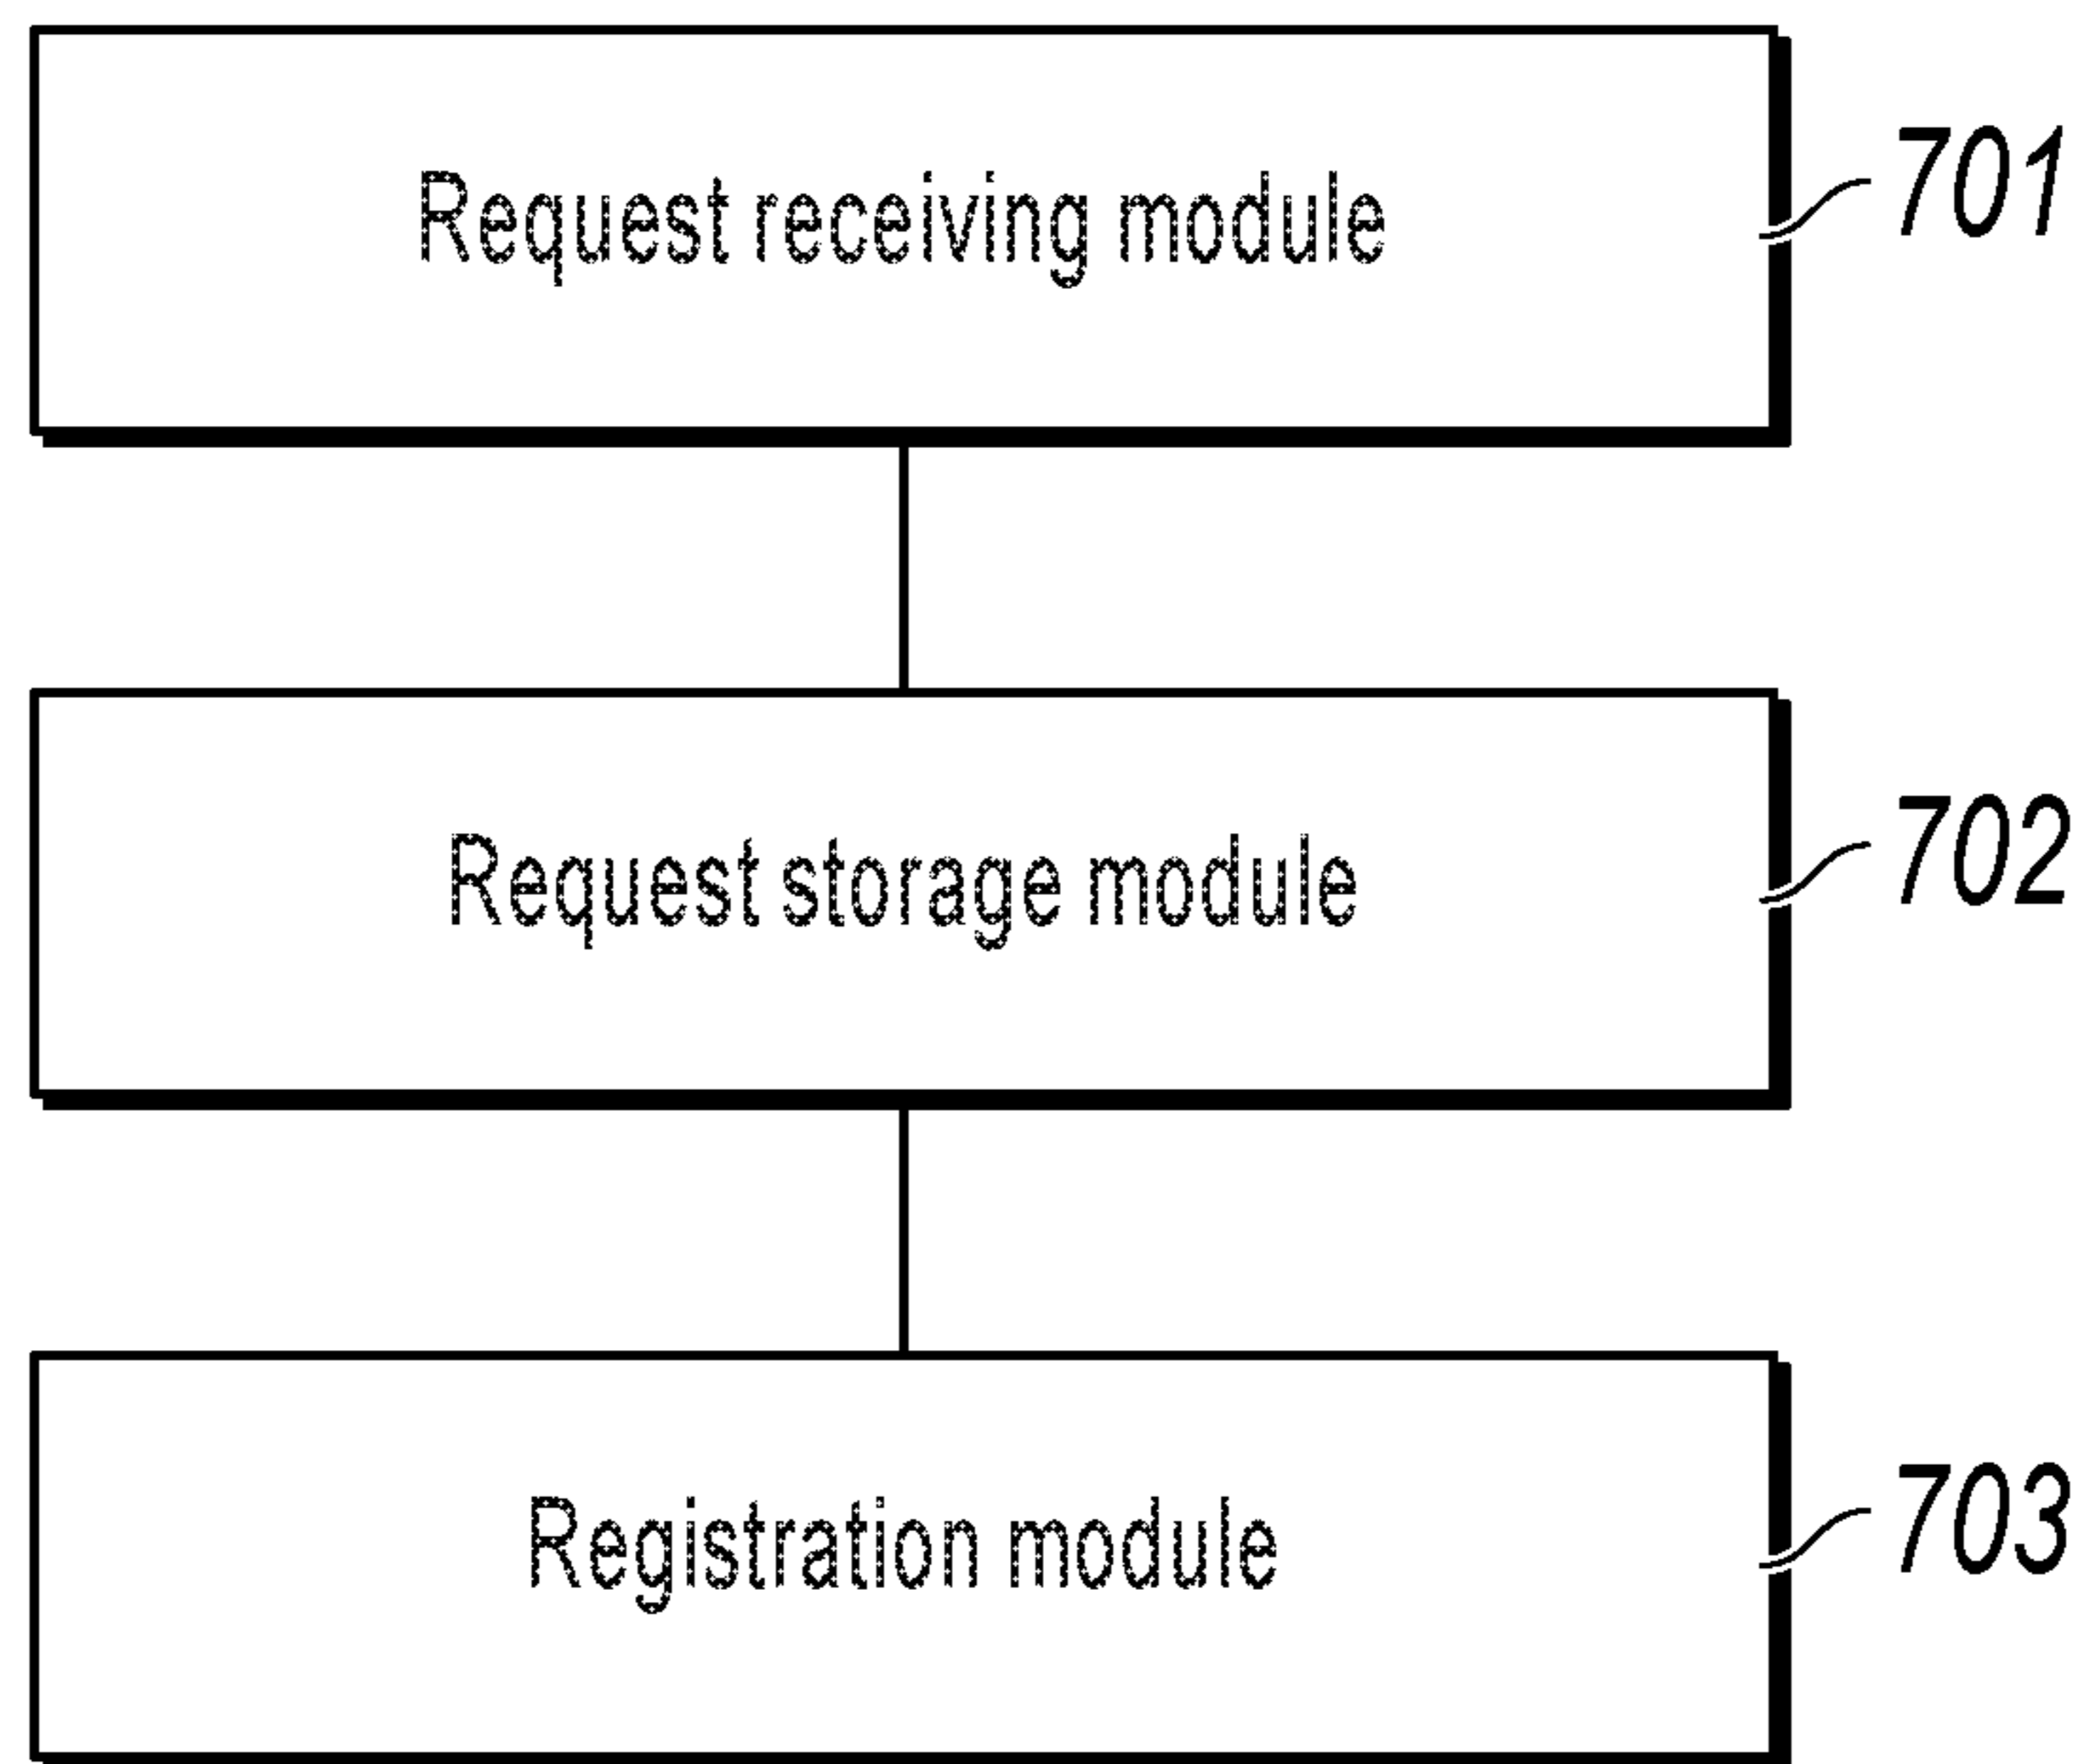 Request receiving module
701
Request storage module
702
Registration module
703